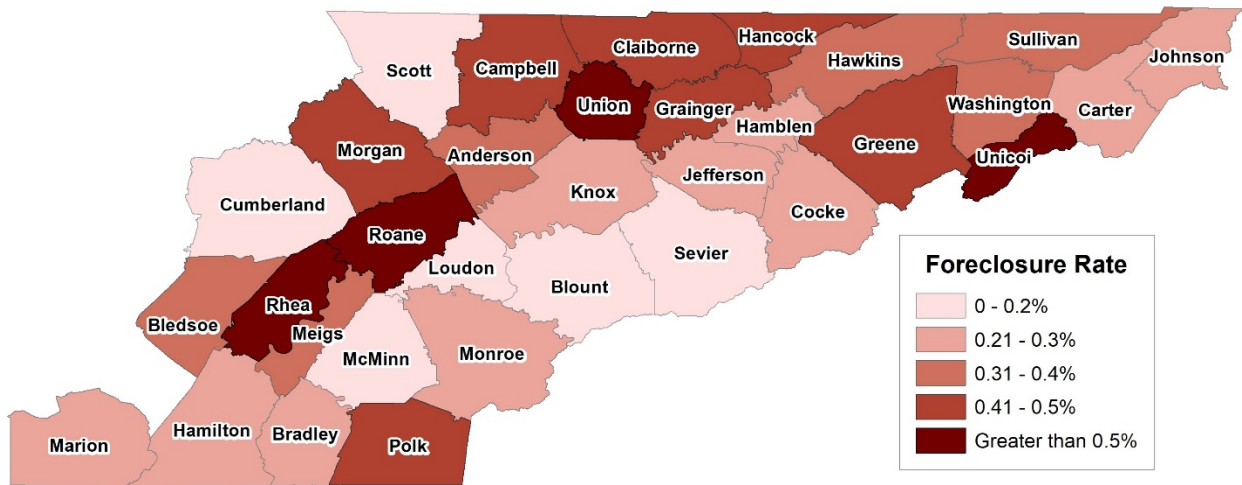 Scott
Campbell
Claiborne
Hancock
Hawkins
Sullivan
Johnson
Union
Grainger
Hamblen
Washington
Carter
Morgan
Anderson
Greene
Unicoi
Knox
Jefferson
Cocke
Cumberland
Roane
Loudon
Blount
Sevier
Bledsoe
Rhea
Meigs
McMinn
Monroe
Marion
Hamilton
Bradley
Polk
Foreclosure Rate
0 - 0.2%
0.21 - 0.3%
0.31 - 0.4%
0.41 - 0.5%
Greater than 0.5%